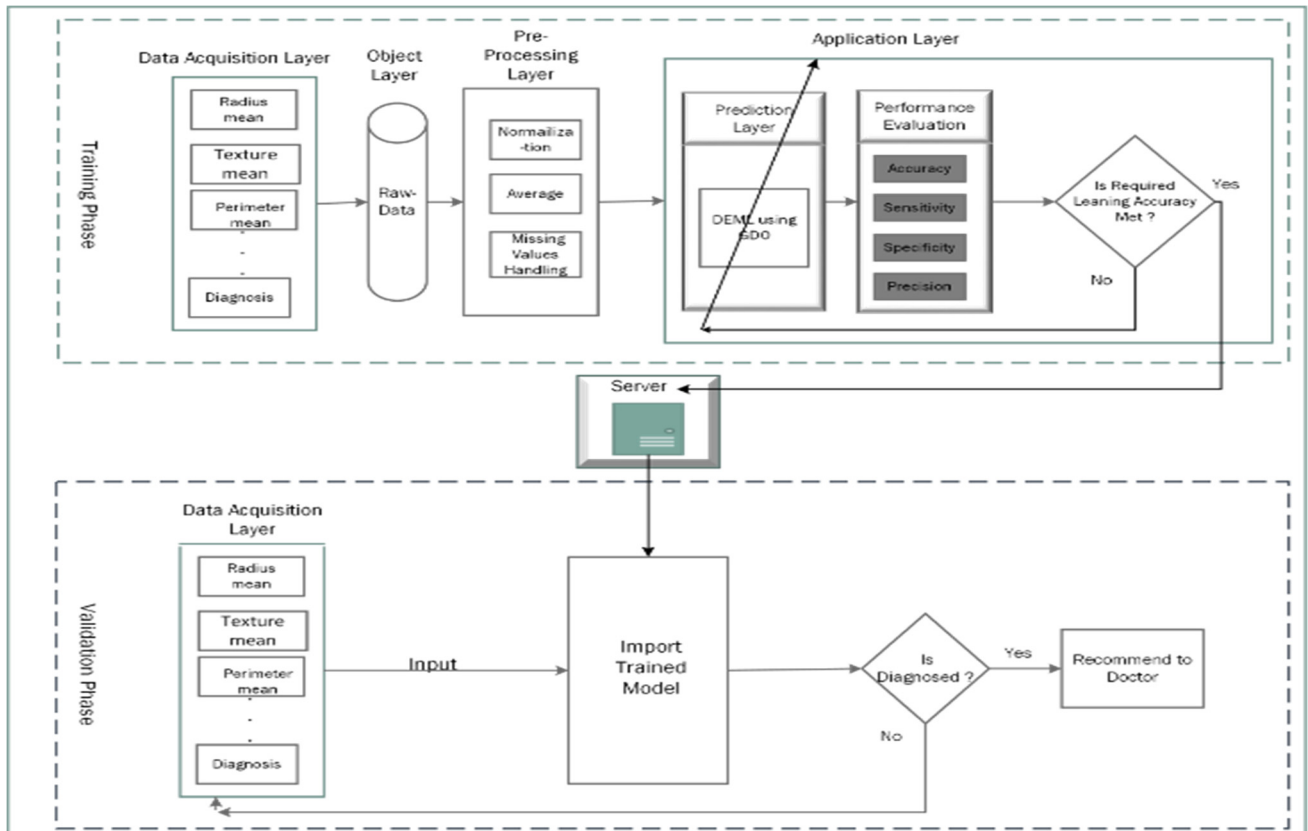 Training Phase
Data Acquisition Layer
Radius
mean
Texture
mean
Perimeter
mean
Diagnosis
Object
Layer
Raw-
Data
Pre-
Processing
Layer
Normailiza
-tion
Average
Missing
Values
Handling
Application Layer
Prediction
Layer
DEML using
GDO
Performance
Evaluation
Accuracy
Sensitivity
Specificity
Precision
Is Required
Leaning Accuracy
Met ?
Yes
No
Server
Validation Phase
Data Acquisition
Layer
Radius
mean
Texture
mean
Perimeter
mean
Diagnosis
Input
Import
Trained
Model
Is
Diagnosed ?
Yes
No
Recommend to
Doctor